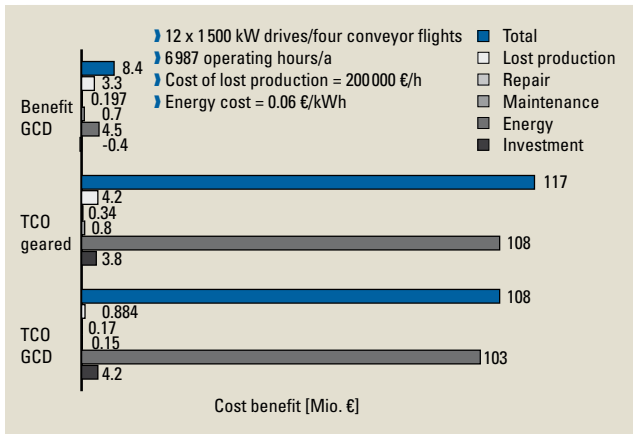 ❱ 12 x 1 500 kW drives/four conveyor flights
❱ 6 987 operating hours/a
❱ Cost of lost production = 200 000 €/h
❱ Energy cost = 0.06 €/kWh
Total
Lost production
Repair
Maintenance
Energy
Investment
Benefit
GCD
8.4
3.3
0.197
0.7
4.5
-0.4
TCO
geared
117
4.2
0.34
0.8
108
3.8
TCO
GCD
108
0.884
0.17
0.15
103
4.2
Cost benefit [Mio. €]